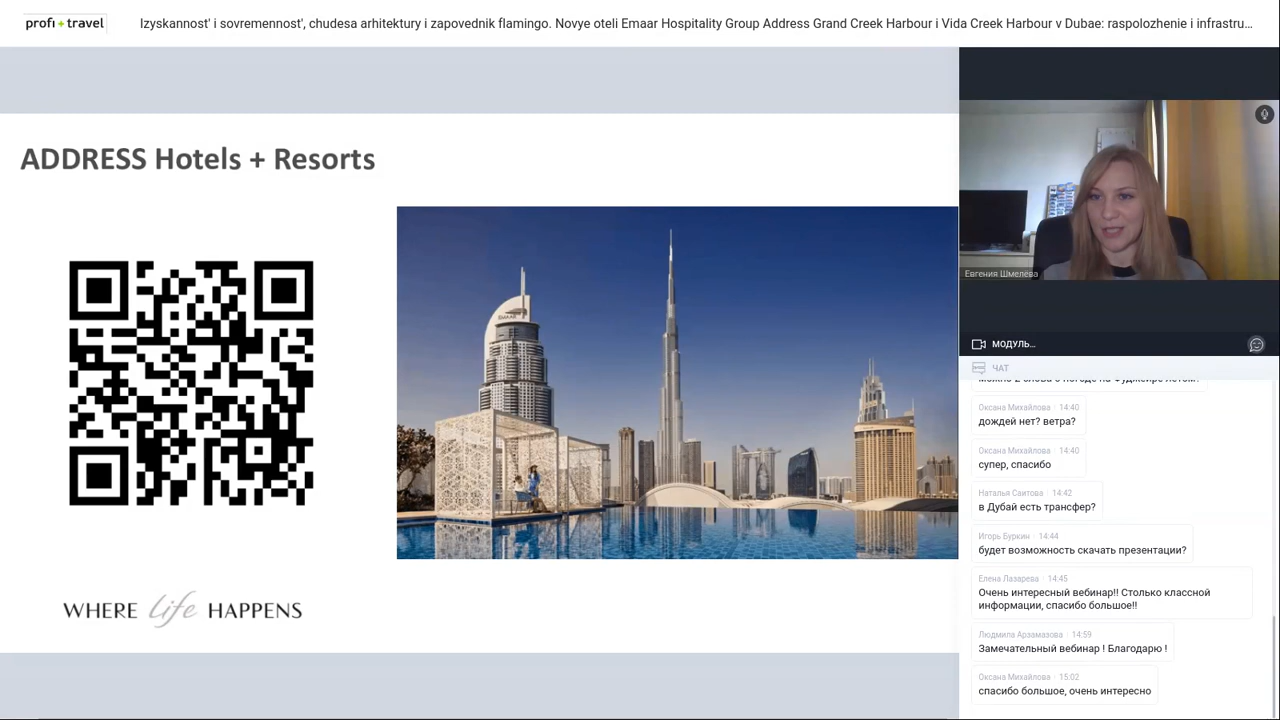 profi+travel
Izyskannost' i sovremennost', chudesa arhitektury i zapovednik flamingo. Novye oteli Emaar Hospitality Group Address Grand Creek Harbour i Vida Creek Harbour v Dubae: raspolozhenie i infrastru…
ADDRESS Hotels + Resorts
EMAAR
WHERE life HAPPENS
Евгения Шмелёва
МОДУЛЬ…
ЧАТ
Оксана Михайлова 14:40
дождей нет? ветра?
Оксана Михайлова 14:40
супер, спасибо
Наталья Саитова 14:42
в Дубай есть трансфер?
Игорь Буркин 14:44
будет возможность скачать презентации?
Елена Лазарева 14:45
Очень интересный вебинар!! Столько классной
информации, спасибо большое!!
Людмила Арзамазова 14:59
Замечательный вебинар ! Благодарю !
Оксана Михайлова 15:02
спасибо большое, очень интересно